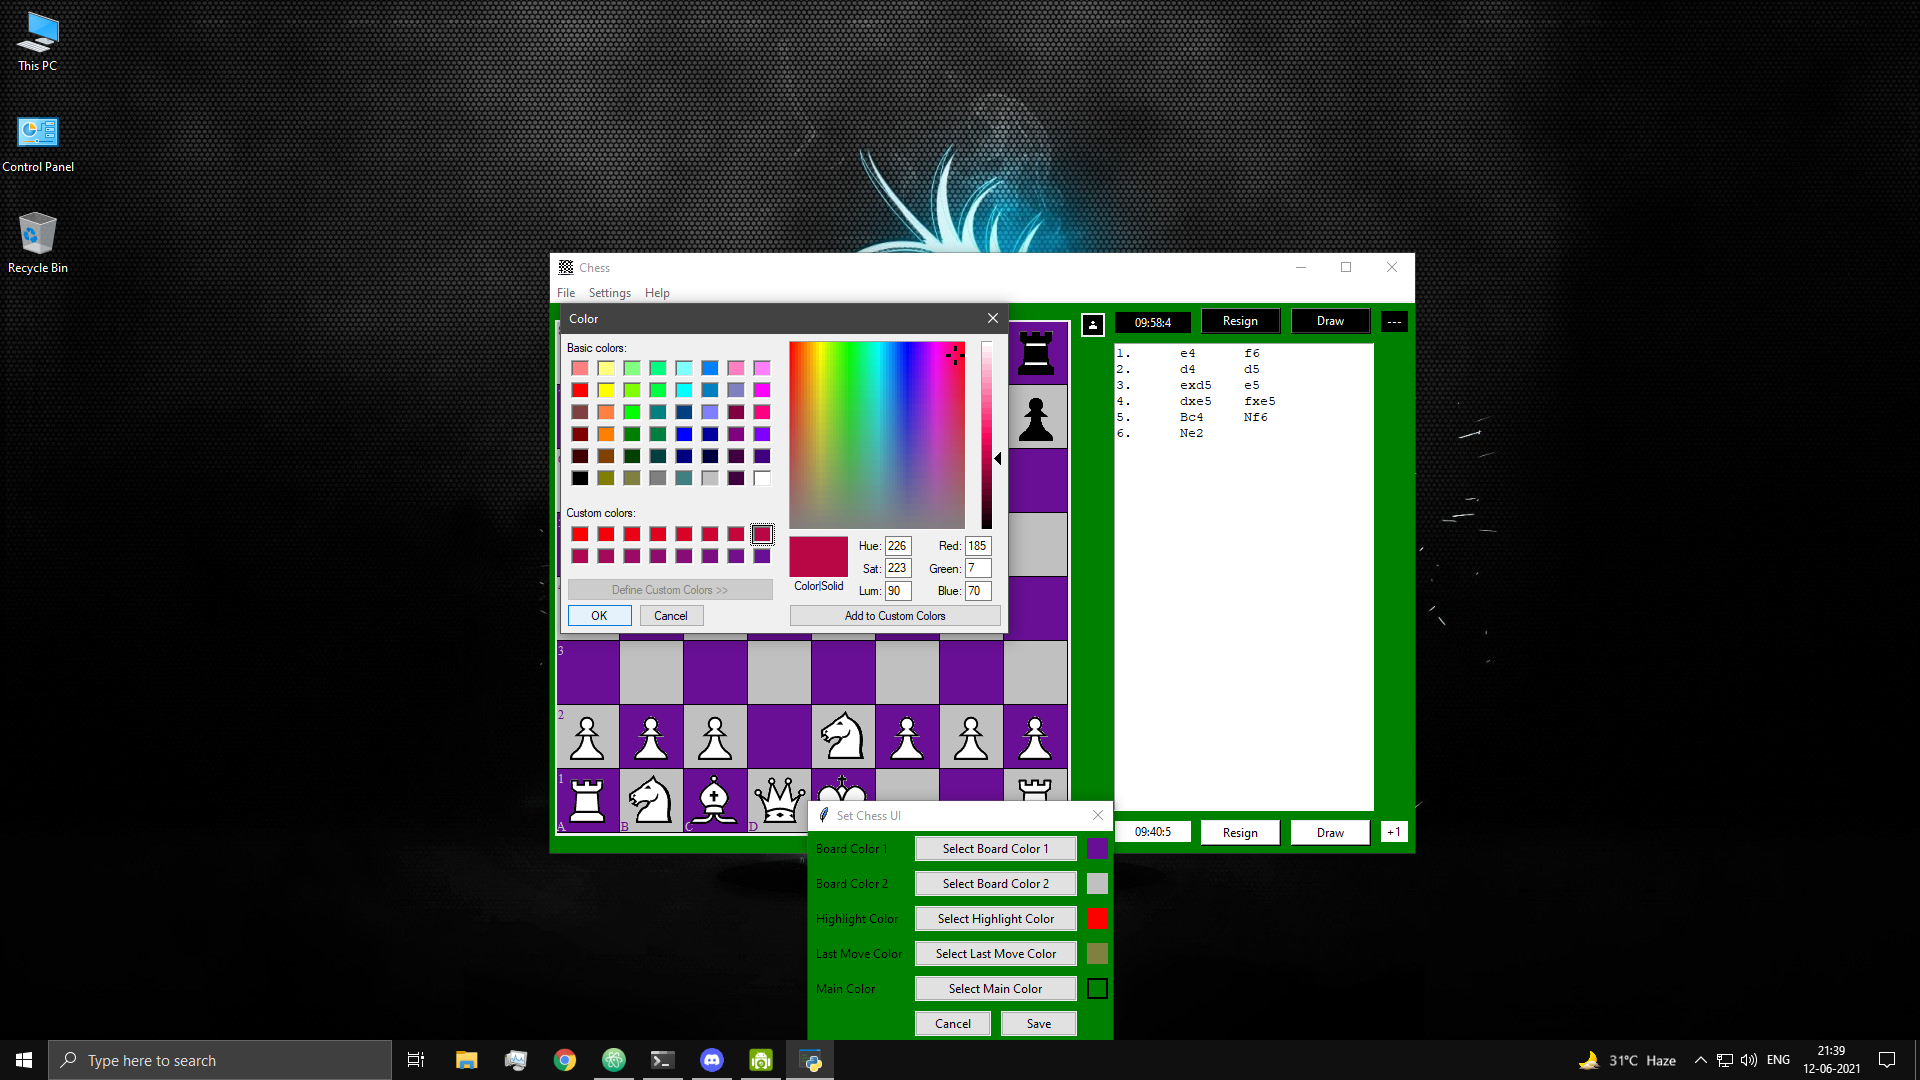 This PC
Control Panel
Recycle Bin
Chess
File Settings Help
Color
Basic colors:
Custom colors:
Define Custom Colors >>
OK Cancel
Color|Solid
Hue: 226 Red: 185
Sat: 223 Green: 7
Lum: 90 Blue: 70
Add to Custom Colors
09:58:4 Resign Draw ---
1. e4 f6
2. d4 d5
3. exd5 e5
4. dxe5 fxe5
5. Bc4 Nf6
6. Ne2
3
2
1
A B C D
09:40:5 Resign Draw +1
Set Chess UI
Board Color 1 Select Board Color 1
Board Color 2 Select Board Color 2
Highlight Color Select Highlight Color
Last Move Color Select Last Move Color
Main Color Select Main Color
Cancel Save
Type here to search
31°C Haze
ENG
21:39
12-06-2021